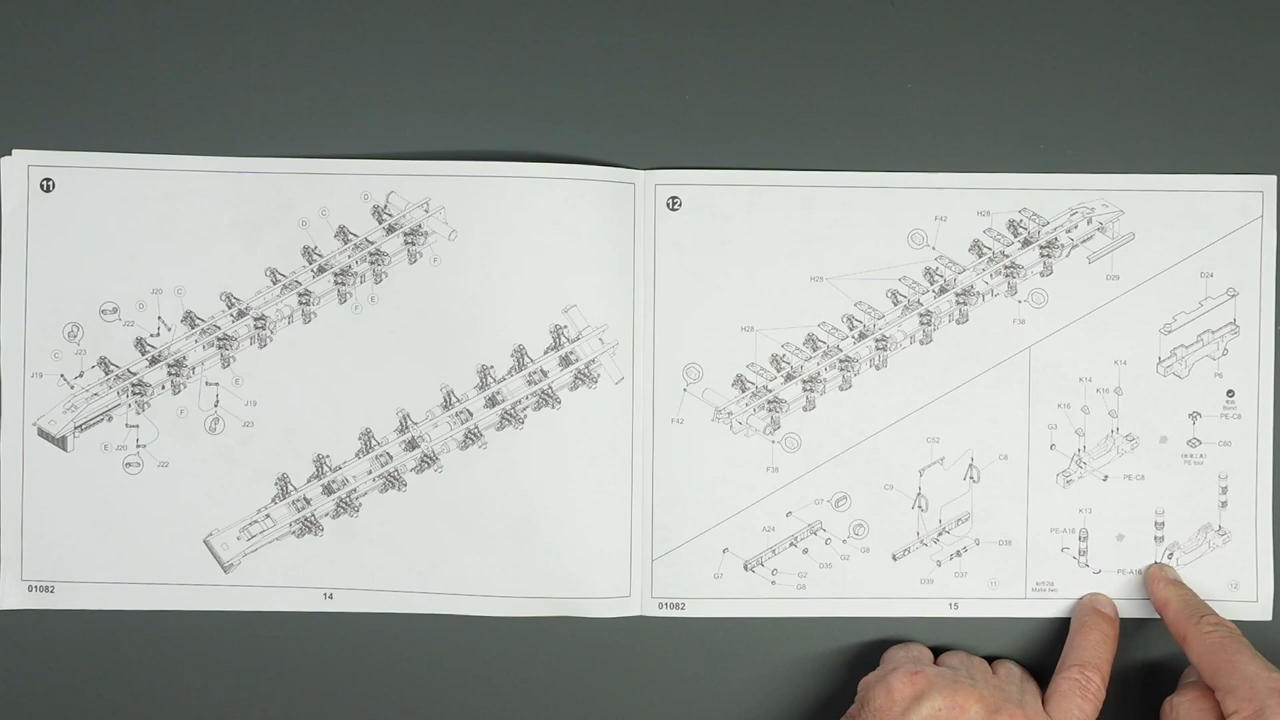 11
D
C
D
F
E
F
J20
D
C
J22
J23
C
J19
E
F
J19
J23
E
J20
J22
01082
14
12
F42
H28
H28
D29
F38
H28
F42
F38
D24
P6
K14
K14
K16
K16
G3
PE-C8
Bend
PE-C8
C60
PE tool
C52
C8
C9
G7
A24
G2
G8
D35
G7
G2
G8
D38
D37
D39
11
K13
PE-A16
PE-A16
Make two
12
01082
15